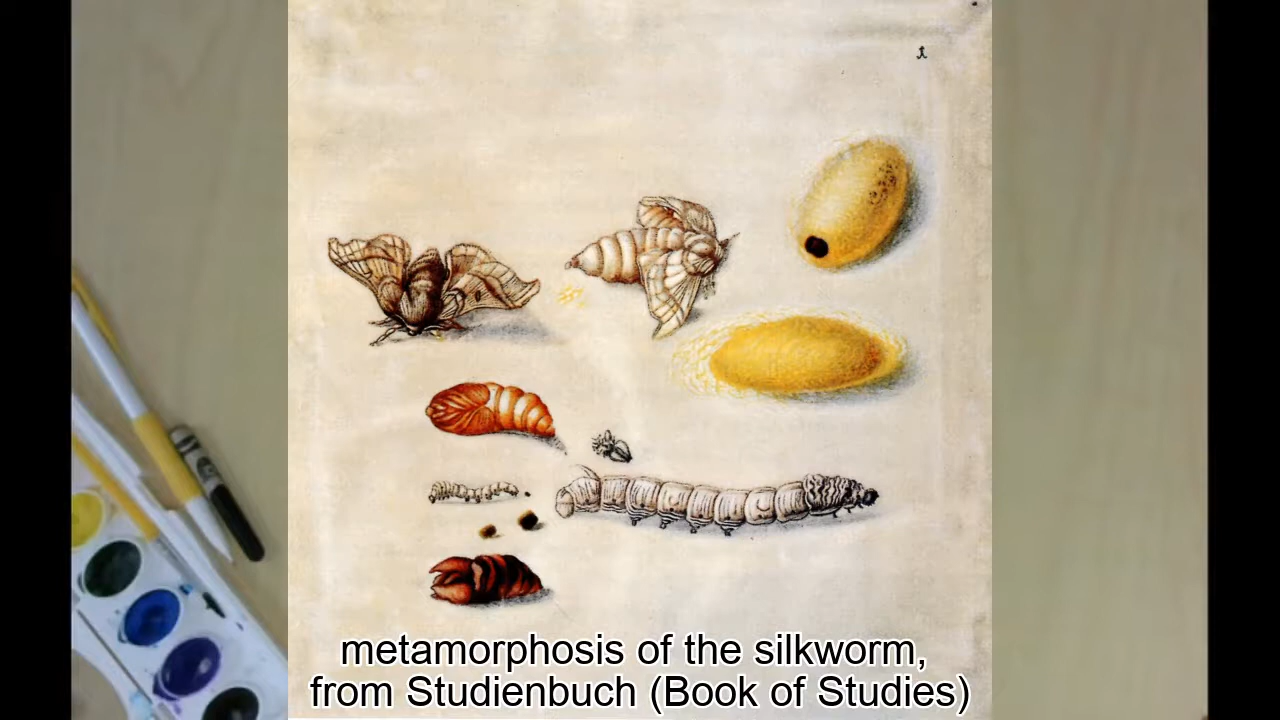 metamorphosis of the silkworm,
from Studienbuch (Book of Studies)